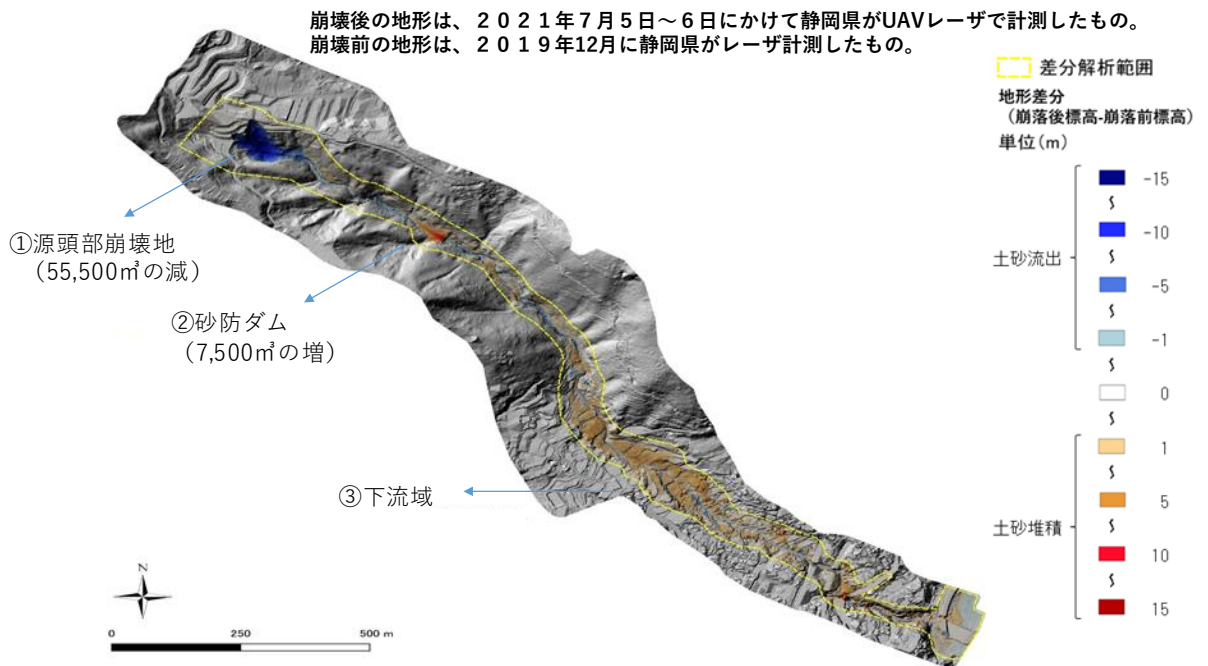 崩壊後の地形は、２０２１年７月５日～６日にかけて静岡県がUAVレーザで計測したもの。
崩壊前の地形は、２０１９年12月に静岡県がレーザ計測したもの。
差分解析範囲
地形差分
（崩落後標高-崩落前標高）
単位(m)
土砂流出
-15
-10
-5
-1
0
土砂堆積
1
5
10
15
①源頭部崩壊地
（55,500㎥の減）
②砂防ダム
（7,500㎥の増）
③下流域
N
0 250 500 m